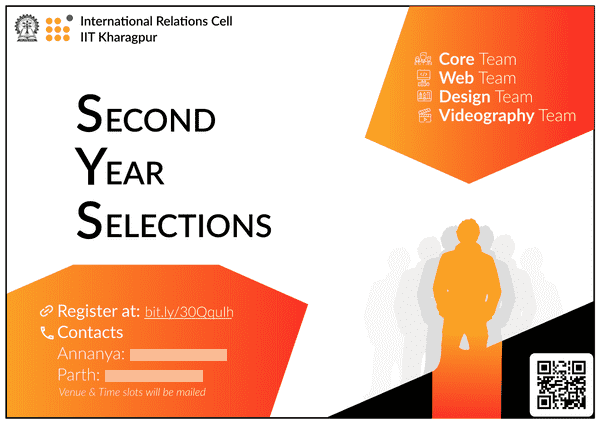 International Relations Cell
IIT Kharagpur
Core Team
Web Team
Design Team
Videography Team
SECOND
YEAR
SELECTIONS
Register at: bit.ly/30Qqulh
Contacts
Annanya:
Parth:
Venue & Time slots will be mailed